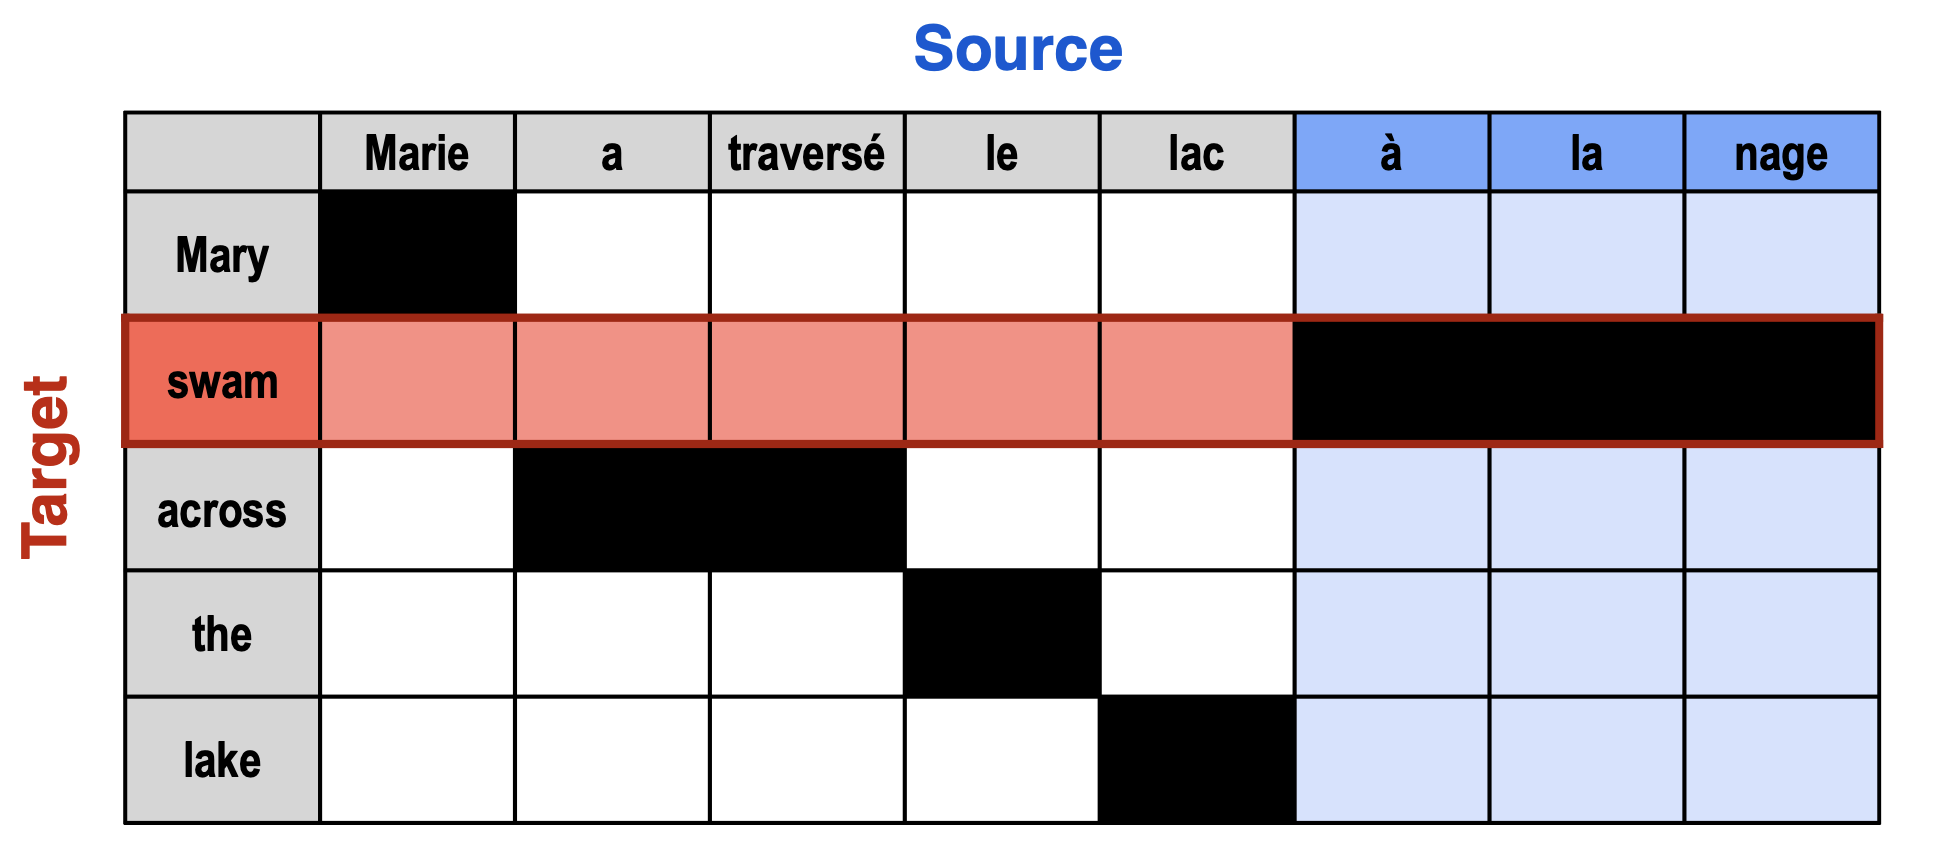 Source
Marie a traversé le lac à la nage
Mary
swam
across
the
lake
Target